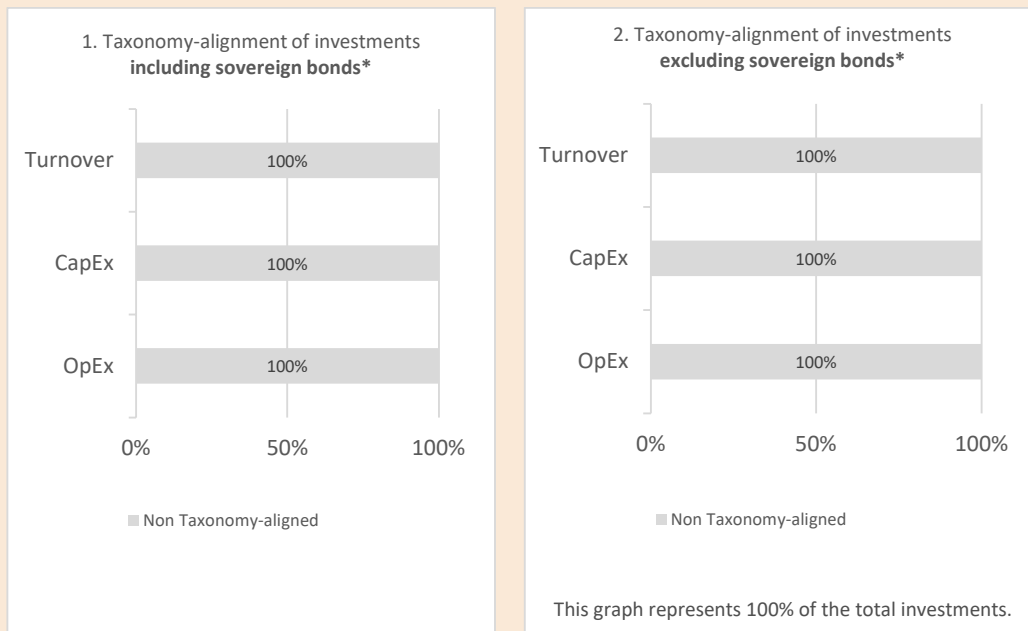 1. Taxonomy-alignment of investments
including sovereign bonds*
Turnover
100%
CapEx
100%
OpEx
100%
0%
50%
100%
Non Taxonomy-aligned
2. Taxonomy-alignment of investments
excluding sovereign bonds*
Turnover
100%
CapEx
100%
OpEx
100%
0%
50%
100%
Non Taxonomy-aligned
This graph represents 100% of the total investments.